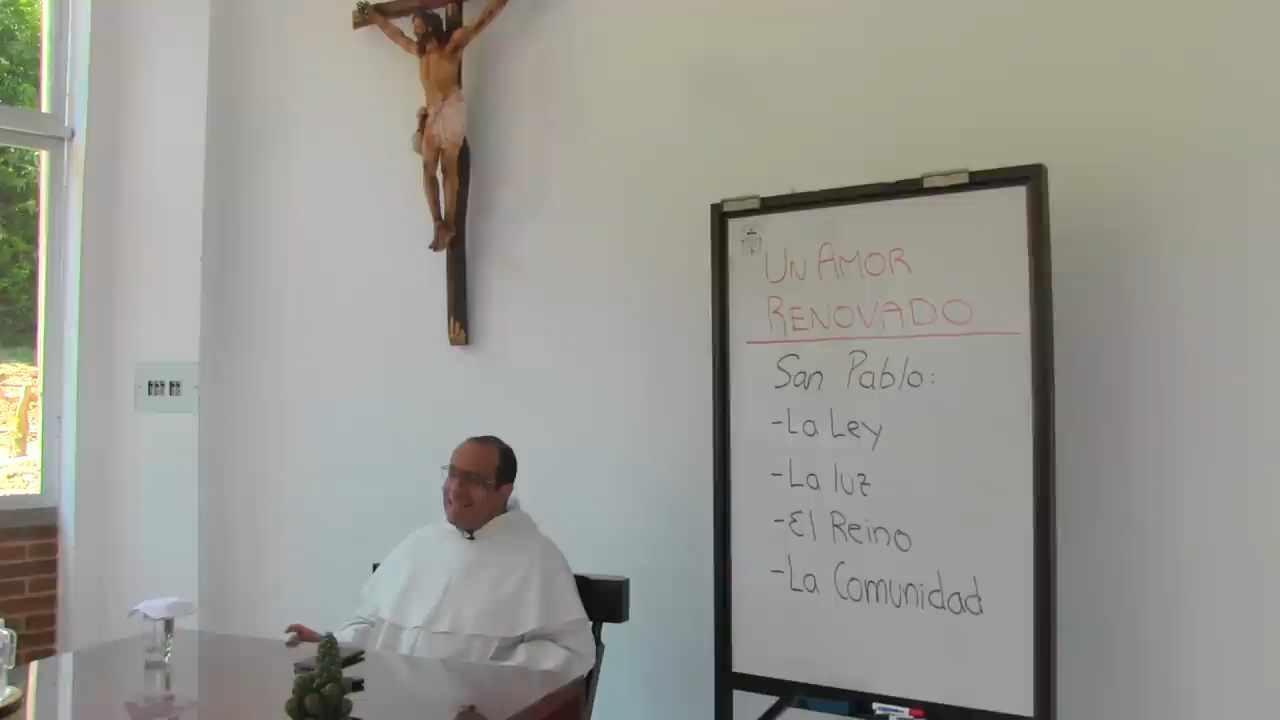 UN AMOR
RENOVADO
San Pablo:
-La Ley
-La luz
-El Reino
-La Comunidad